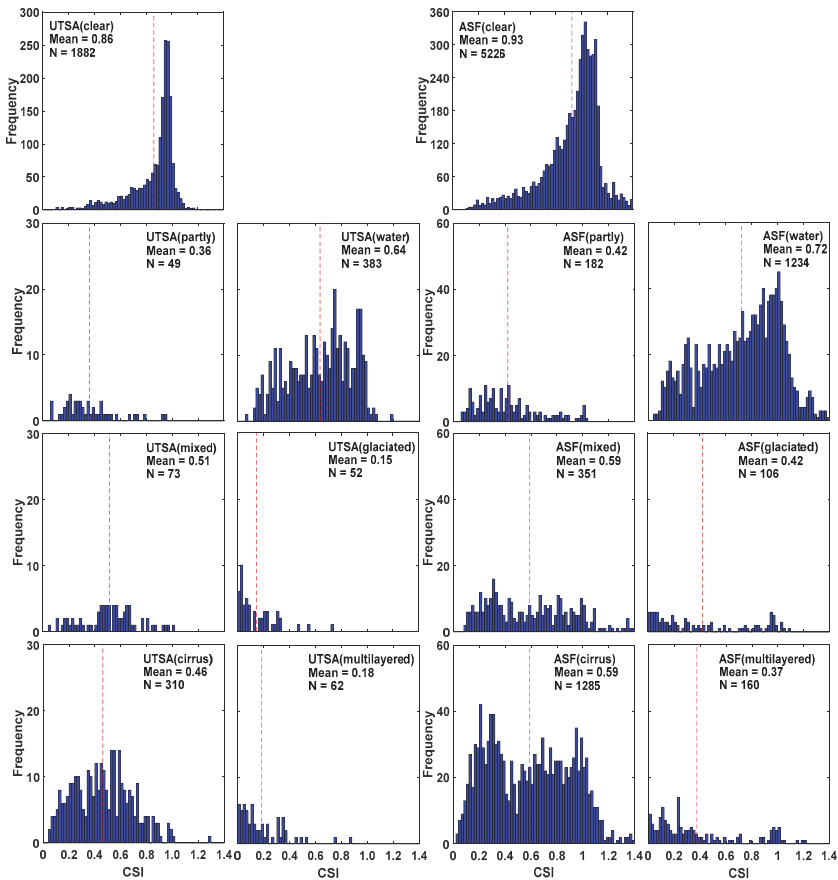 300
250
200
150
100
50
0
Frequency
UTSA(clear)
Mean = 0.86
N = 1882
360
300
240
180
120
60
0
Frequency
ASF(clear)
Mean = 0.93
N = 5226
30
20
10
0
Frequency
UTSA(partly)
Mean = 0.36
N = 49
UTSA(water)
Mean = 0.64
N = 383
60
40
20
0
Frequency
ASF(partly)
Mean = 0.42
N = 182
ASF(water)
Mean = 0.72
N = 1234
30
20
10
0
Frequency
UTSA(mixed)
Mean = 0.51
N = 73
UTSA(glaciated)
Mean = 0.15
N = 52
60
40
20
0
Frequency
ASF(mixed)
Mean = 0.59
N = 351
ASF(glaciated)
Mean = 0.42
N = 106
30
20
10
0
Frequency
UTSA(cirrus)
Mean = 0.46
N = 310
UTSA(multilayered)
Mean = 0.18
N = 62
60
40
20
0
Frequency
ASF(cirrus)
Mean = 0.59
N = 1285
ASF(multilayered)
Mean = 0.37
N = 160
0 0.2 0.4 0.6 0.8 1.0 1.2 1.4
0.2 0.4 0.6 0.8 1.0 1.2 1.4
0 0.2 0.4 0.6 0.8 1.0 1.2 1.4
0.2 0.4 0.6 0.8 1.0 1.2 1.4
CSI
CSI
CSI
CSI